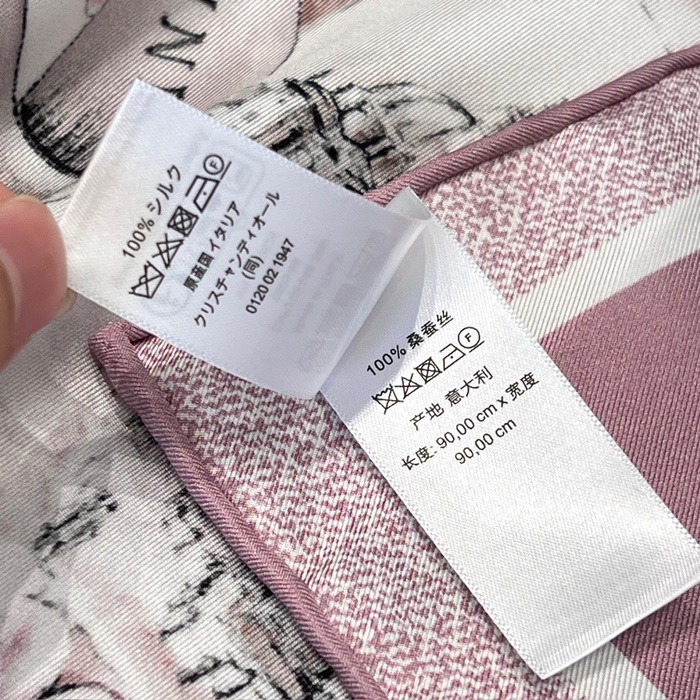 ANT
100% シルク
F
原産国 イタリア
クリスチャンディオール
(同)
0120 02 1947
100% 桑蚕丝
F
产地 意大利
长度: 90,00 cm x 宽度
90,00 cm